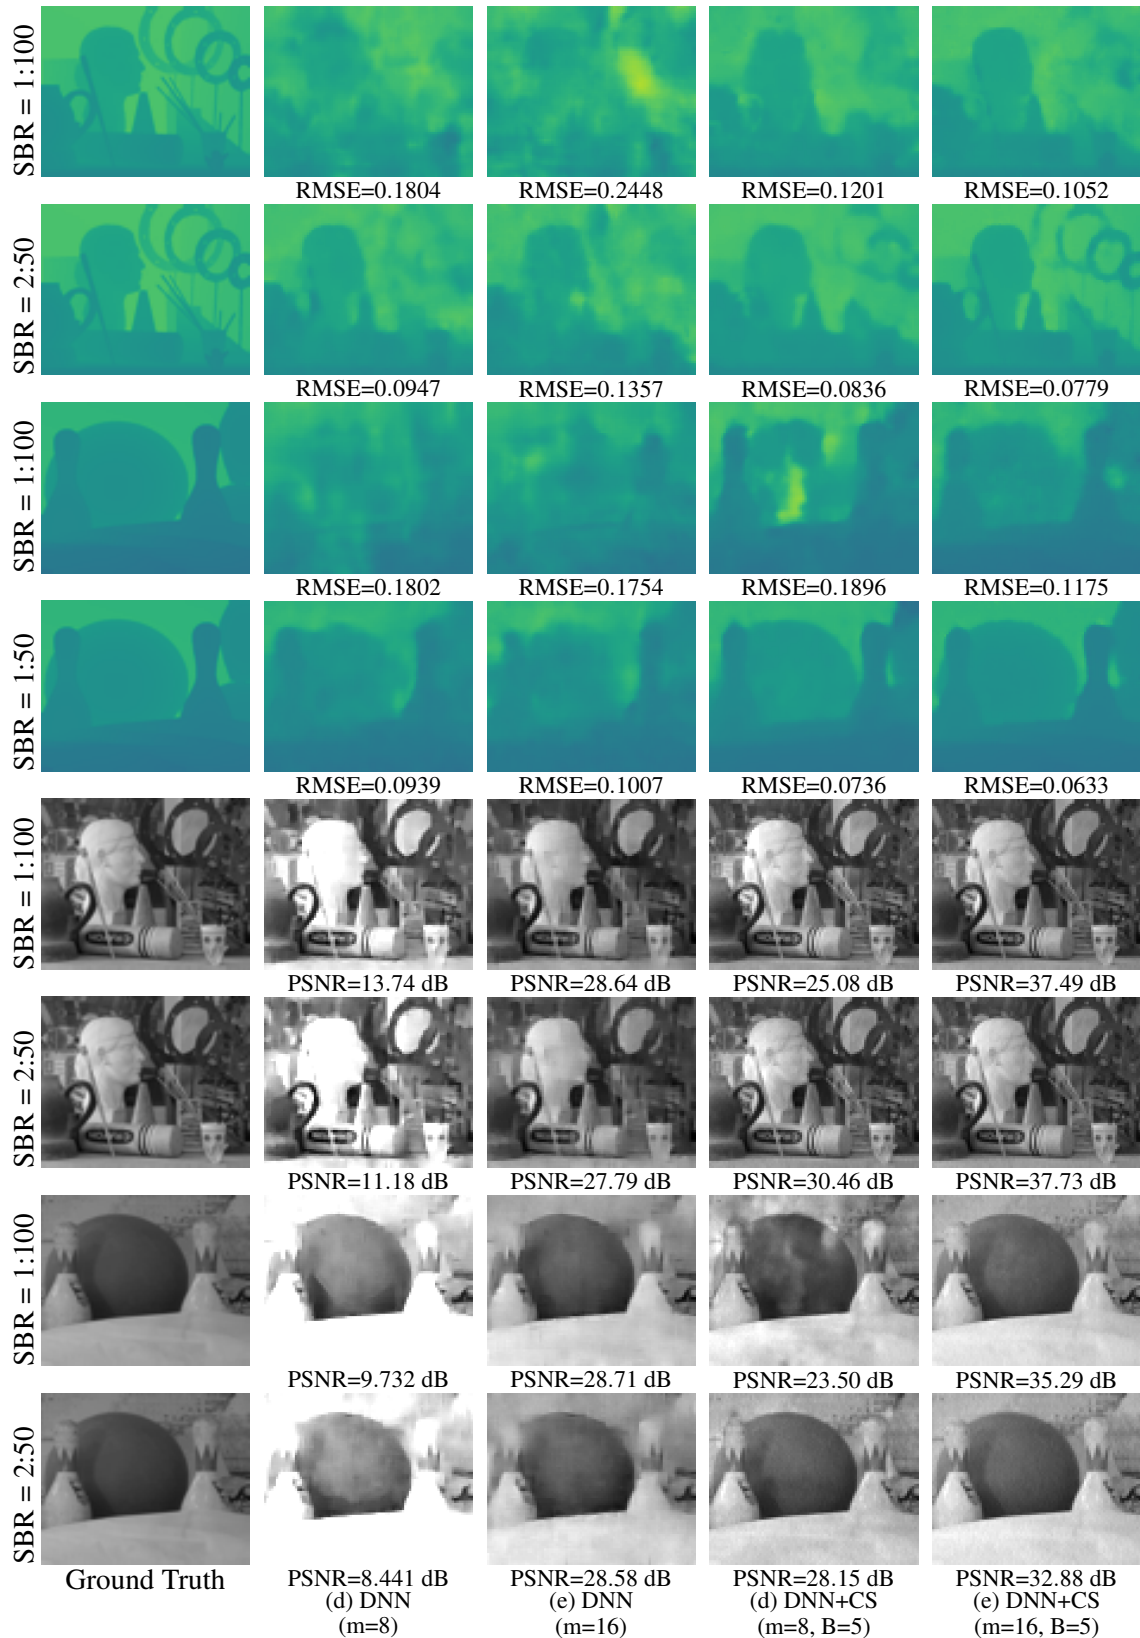 SBR = 1:100
RMSE=0.1804 RMSE=0.2448 RMSE=0.1201 RMSE=0.1052
SBR = 2:50
RMSE=0.0947 RMSE=0.1357 RMSE=0.0836 RMSE=0.0779
SBR = 1:100
RMSE=0.1802 RMSE=0.1754 RMSE=0.1896 RMSE=0.1175
SBR = 1:50
RMSE=0.0939 RMSE=0.1007 RMSE=0.0736 RMSE=0.0633
SBR = 1:100
PSNR=13.74 dB PSNR=28.64 dB PSNR=25.08 dB PSNR=37.49 dB
SBR = 2:50
PSNR=11.18 dB PSNR=27.79 dB PSNR=30.46 dB PSNR=37.73 dB
SBR = 1:100
PSNR=9.732 dB PSNR=28.71 dB PSNR=23.50 dB PSNR=35.29 dB
SBR = 2:50
Ground Truth PSNR=8.441 dB PSNR=28.58 dB PSNR=28.15 dB PSNR=32.88 dB
(d) DNN (e) DNN (d) DNN+CS (e) DNN+CS
(m=8) (m=16) (m=8, B=5) (m=16, B=5)